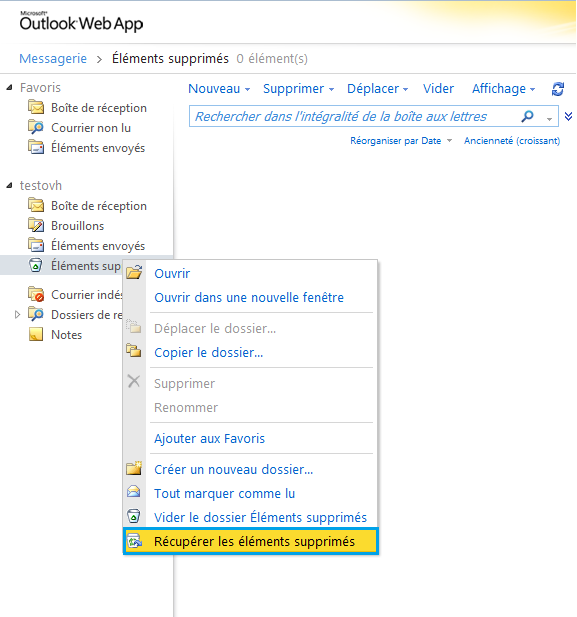 Microsoft®
Outlook Web App
Messagerie > Éléments supprimés 0 élément(s)
Favoris
Boîte de réception
Courrier non lu
Éléments envoyés
testovh
Boîte de réception
Brouillons
Éléments envoyés
Éléments sup
Courrier indés
Dossiers de re
Notes
Nouveau Supprimer Déplacer Vider Affichage
Rechercher dans l'intégralité de la boîte aux lettres
Réorganiser par Date Ancienneté (croissant)
Ouvrir
Ouvrir dans une nouvelle fenêtre
Déplacer le dossier...
Copier le dossier...
Supprimer
Renommer
Ajouter aux Favoris
Créer un nouveau dossier...
Tout marquer comme lu
Vider le dossier Éléments supprimés
Récupérer les éléments supprimés